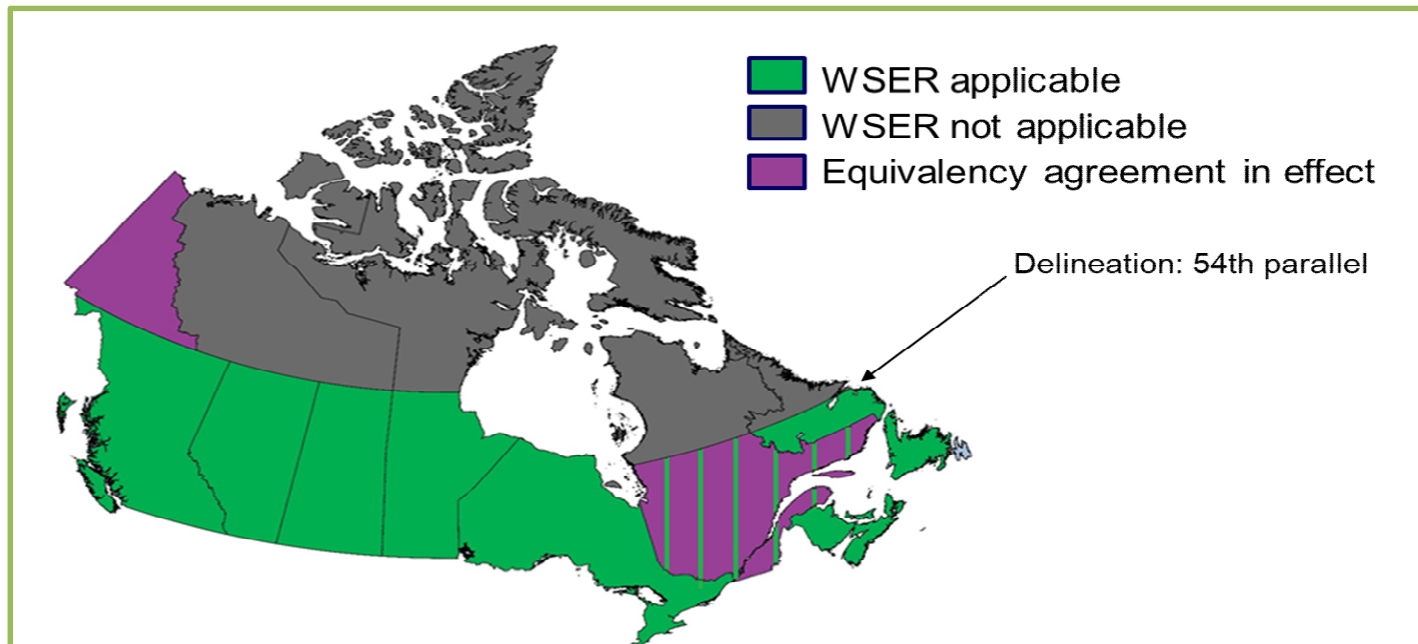 WSER applicable
WSER not applicable
Equivalency agreement in effect
Delineation: 54th parallel